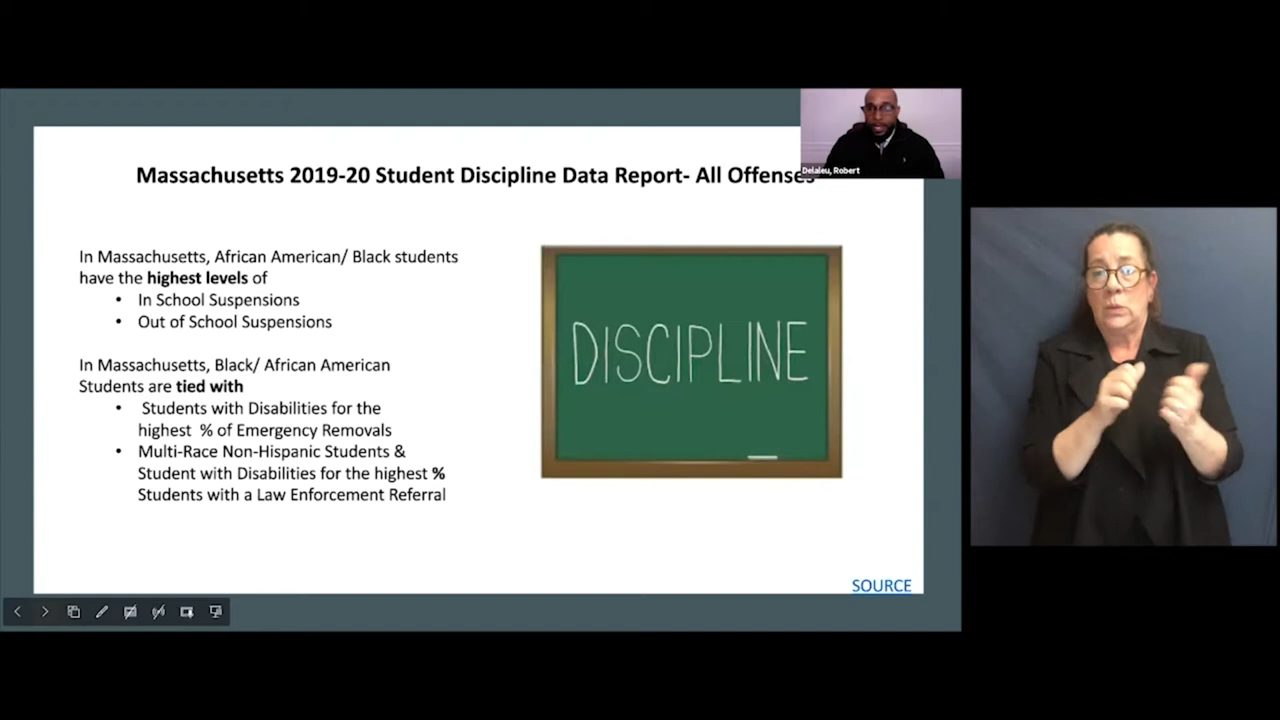 Delaleu, Robert
Massachusetts 2019-20 Student Discipline Data Report- All Offenses
In Massachusetts, African American/ Black students
have the highest levels of
• In School Suspensions
• Out of School Suspensions
In Massachusetts, Black/ African American
Students are tied with
• Students with Disabilities for the
highest % of Emergency Removals
• Multi-Race Non-Hispanic Students &
Student with Disabilities for the highest %
Students with a Law Enforcement Referral
DISCIPLINE
SOURCE